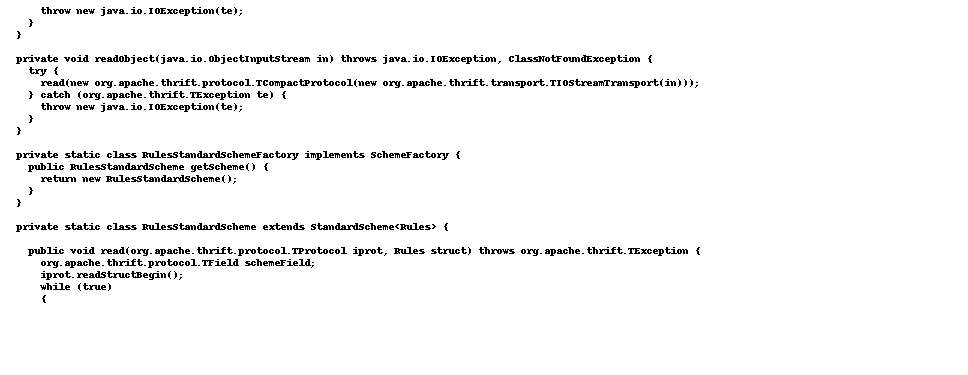 throw new java.io.IOException(te);
}
}
private void readObject(java.io.ObjectInputStream in) throws java.io.IOException, ClassNotFoundException {
try {
read(new org.apache.thrift.protocol.TCompactProtocol(new org.apache.thrift.transport.TIOStreamTransport(in)));
} catch (org.apache.thrift.TException te) {
throw new java.io.IOException(te);
}
}
private static class RulesStandardSchemeFactory implements SchemeFactory {
public RulesStandardScheme getScheme() {
return new RulesStandardScheme();
}
}
private static class RulesStandardScheme extends StandardScheme<Rules> {
public void read(org.apache.thrift.protocol.TProtocol iprot, Rules struct) throws org.apache.thrift.TException {
org.apache.thrift.protocol.TField schemeField;
iprot.readStructBegin();
while (true)
{